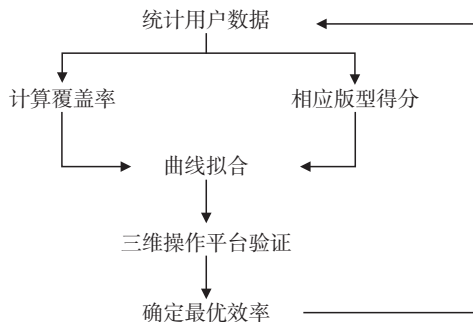 统计用户数据
计算覆盖率
相应版型得分
曲线拟合
三维操作平台验证
确定最优效率